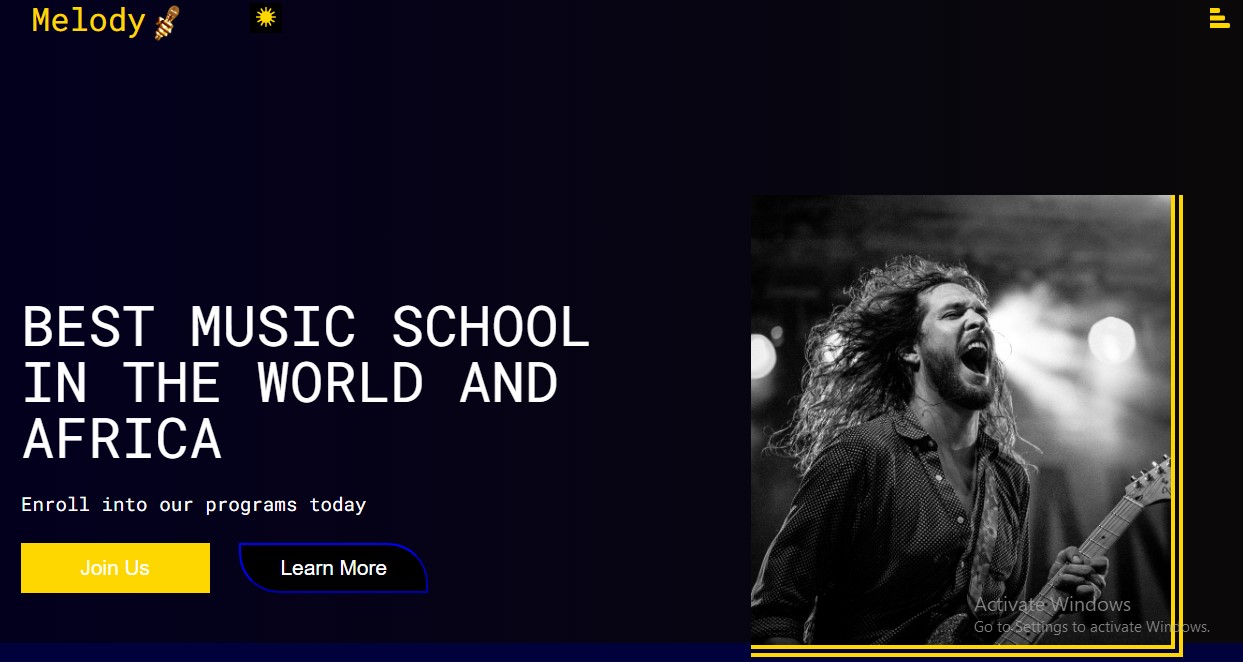 Melody
BEST MUSIC SCHOOL
IN THE WORLD AND
AFRICA
Enroll into our programs today
Join Us
Learn More
Activate Windows
Go to Settings to activate Windows.